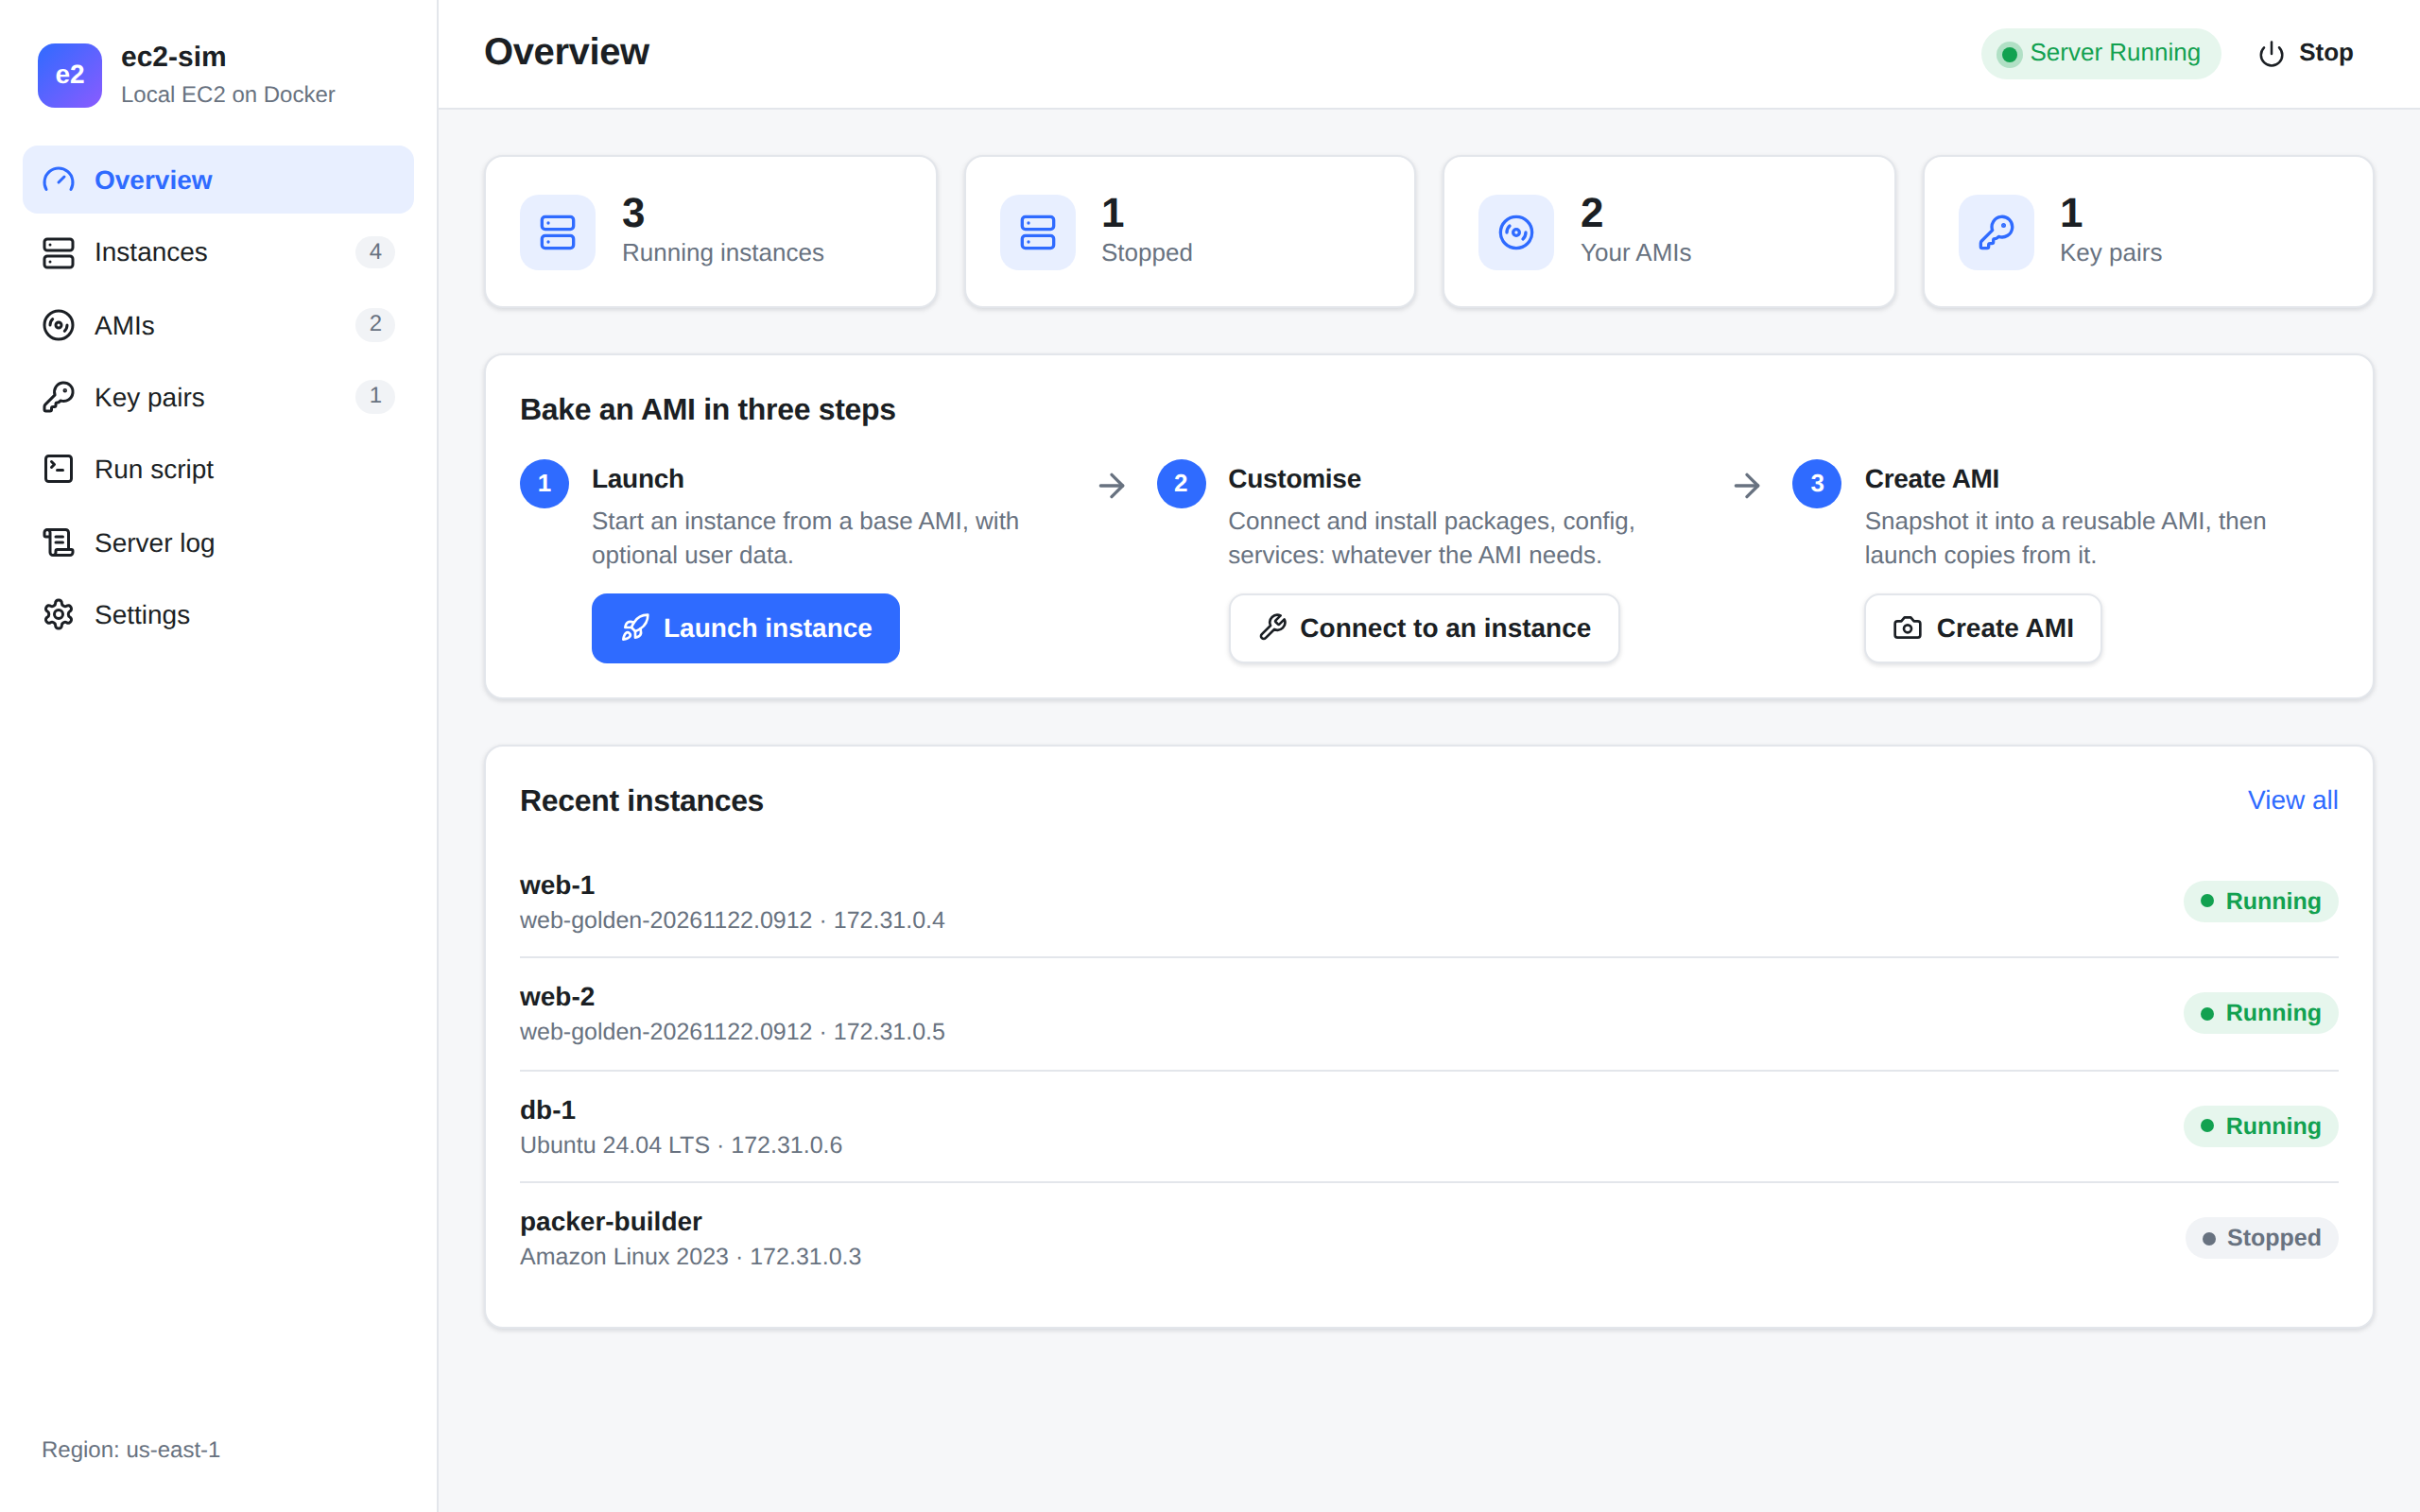 e2
ec2-sim
Local EC2 on Docker
Overview
Instances 4
AMIs 2
Key pairs 1
Run script
Server log
Settings
Region: us-east-1
Overview
Server Running
Stop
3
Running instances
1
Stopped
2
Your AMIs
1
Key pairs
Bake an AMI in three steps
1 Launch
Start an instance from a base AMI, with
optional user data.
Launch instance
2 Customise
Connect and install packages, config,
services: whatever the AMI needs.
Connect to an instance
3 Create AMI
Snapshot it into a reusable AMI, then
launch copies from it.
Create AMI
Recent instances
View all
web-1
web-golden-20261122.0912 · 172.31.0.4
Running
web-2
web-golden-20261122.0912 · 172.31.0.5
Running
db-1
Ubuntu 24.04 LTS · 172.31.0.6
Running
packer-builder
Amazon Linux 2023 · 172.31.0.3
Stopped